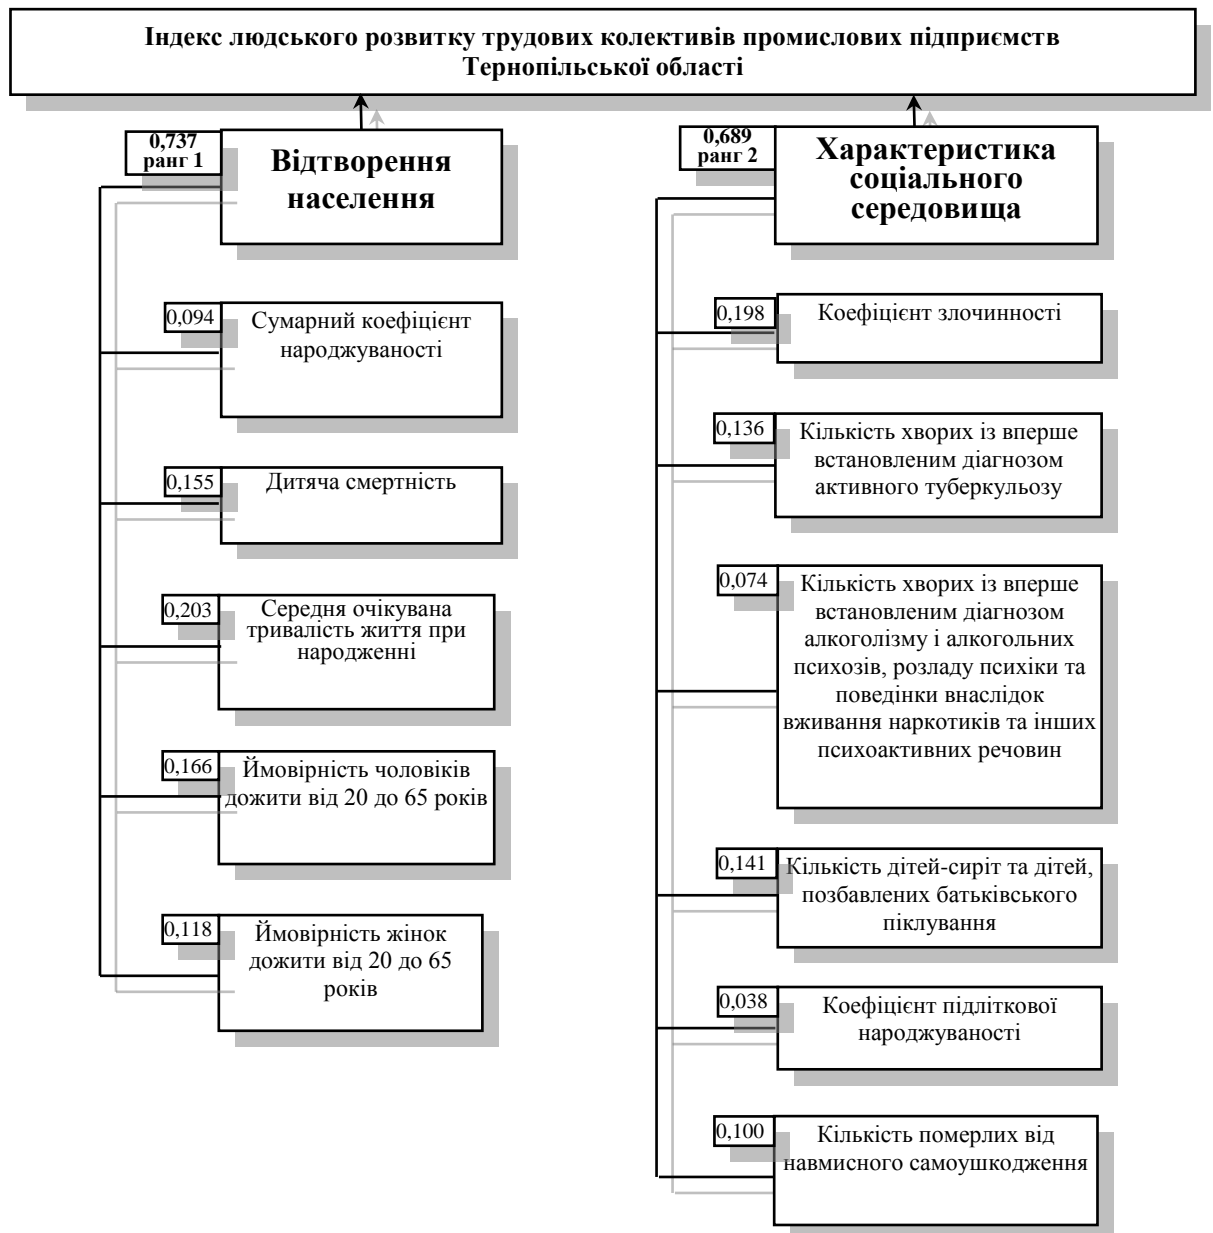 Індекс людського розвитку трудових колективів промислових підприємств
Тернопільської області
0,737
ранг 1
Відтворення
населення
0,094
Сумарний коефіцієнт
народжуваності
0,155
Дитяча смертність
0,203
Середня очікувана
тривалість життя при
народженні
0,166
Ймовірність чоловіків
дожити від 20 до 65 років
0,118
Ймовірність жінок
дожити від 20 до 65
років
0,689
ранг 2
Характеристика
соціального
середовища
0,198
Коефіцієнт злочинності
0,136
Кількість хворих із вперше
встановленим діагнозом
активного туберкульозу
0,074
Кількість хворих із вперше
встановленим діагнозом
алкоголізму і алкогольних
психозів, розладу психіки та
поведінки внаслідок
вживання наркотиків та інших
психоактивних речовин
0,141
Кількість дітей-сиріт та дітей,
позбавлених батьківського
піклування
0,038
Коефіцієнт підліткової
народжуваності
0,100
Кількість померлих від
навмисного самоушкодження